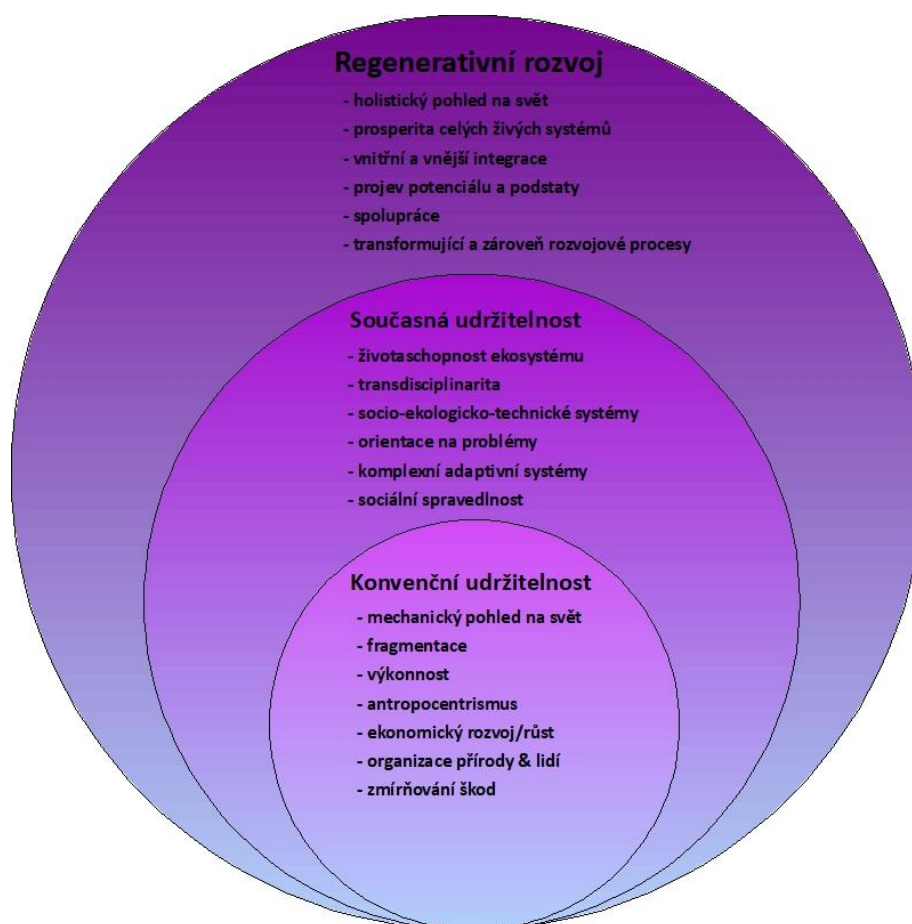 Regenerativní rozvoj
- holistický pohled na svět
- prosperita celých živých systémů
- vnitřní a vnější integrace
- projev potenciálu a podstaty
- spolupráce
- transformující a zároveň rozvojové procesy
Současná udržitelnost
- životaschopnost ekosystému
- transdisciplinarita
- socio-ekologicko-technické systémy
- orientace na problémy
- komplexní adaptivní systémy
- sociální spravedlnost
Konvenční udržitelnost
- mechanický pohled na svět
- fragmentace
- výkonnost
- antropocentrismus
- ekonomický rozvoj/růst
- organizace přírody & lidí
- zmírňování škod